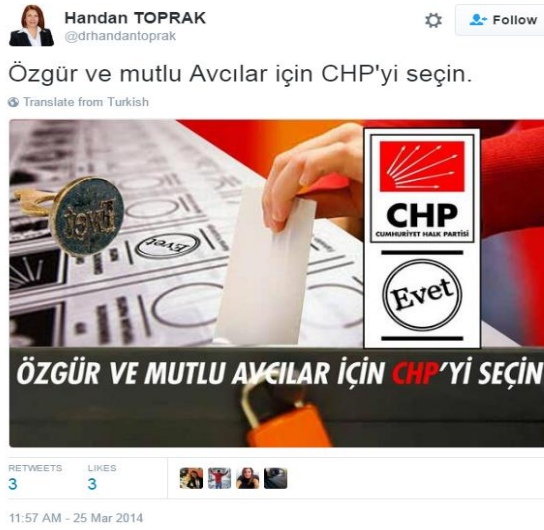 Handan TOPRAK
@drhandantoprak
Follow
Özgür ve mutlu Avcılar için CHP'yi seçin.
Translate from Turkish
Evet
Evet
CHP
CUMHURİYET HALK PARTİSİ
Evet
ÖZGÜR VE MUTLU AVCILAR İÇİN CHP'Yİ SEÇİN
RETWEETS LIKES
3 3
11:57 AM - 25 Mar 2014